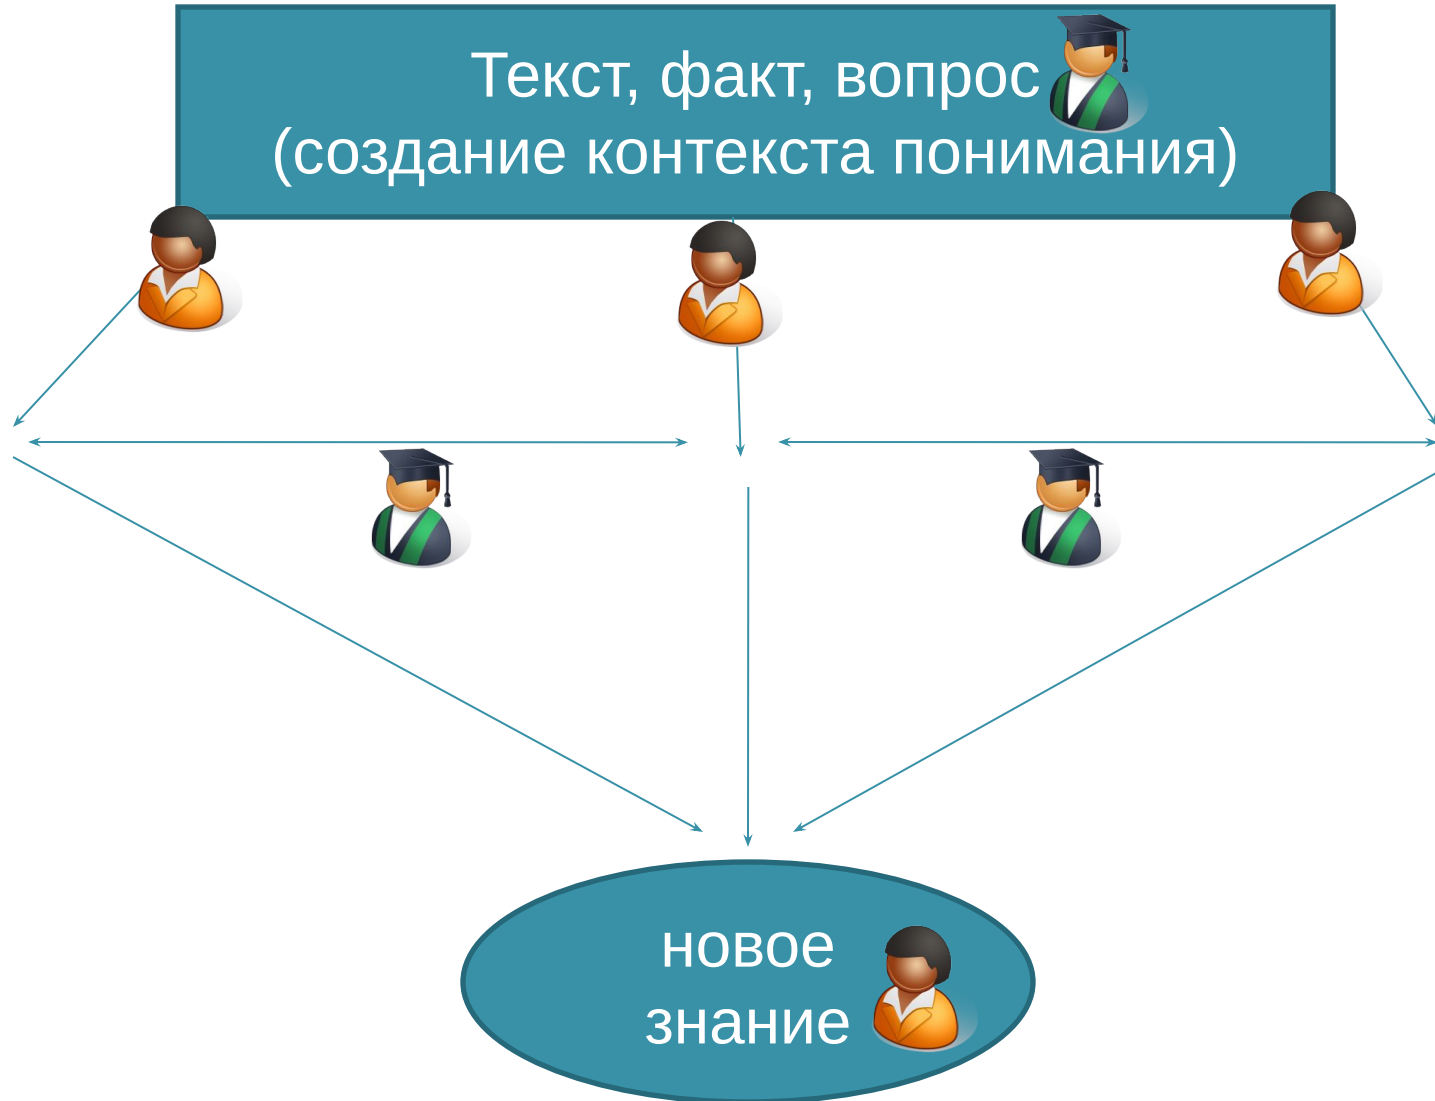 Текст, факт, вопрос
(создание контекста понимания)
новое
знание